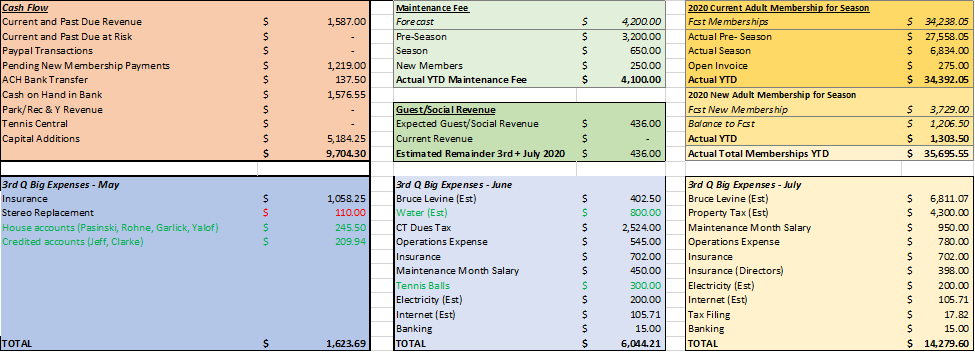 Cash Flow
Current and Past Due Revenue $ 1,587.00
Current and Past Due at Risk $ -
Paypal Transactions $ -
Pending New Membership Payments $ 1,219.00
ACH Bank Transfer $ 137.50
Cash on Hand in Bank $ 1,576.55
Park/Rec & Y Revenue $ -
Tennis Central $ -
Capital Additions $ 5,184.25
$ 9,704.30
Maintenance Fee
Forecast $ 4,200.00
Pre-Season $ 3,200.00
Season $ 650.00
New Members $ 250.00
Actual YTD Maintenance Fee $ 4,100.00
Guest/Social Revenue
Expected Guest/Social Revenue $ 436.00
Current Revenue $ -
Estimated Remainder 3rd + July 2020 $ 436.00
2020 Current Adult Membership for Season
Fcst Memberships $ 34,238.05
Actual Pre- Season $ 27,558.05
Actual Season $ 6,834.00
Open Invoice $ 275.00
Actual YTD $ 34,392.05
2020 New Adult Membership for Season
Fcst New Membership $ 3,729.00
Balance to Fcst $ 1,206.50
Actual YTD $ 1,303.50
Actual Total Memberships YTD $ 35,695.55
3rd Q Big Expenses - May
Insurance $ 1,058.25
Stereo Replacement $ 110.00
House accounts (Pasinski, Rohne, Garlick, Yalof) $ 245.50
Credited accounts (Jeff, Clarke) $ 209.94
TOTAL $ 1,623.69
3rd Q Big Expenses - June
Bruce Levine (Est) $ 402.50
Water (Est) $ 800.00
CT Dues Tax $ 2,524.00
Operations Expense $ 545.00
Insurance $ 702.00
Maintenance Month Salary $ 450.00
Tennis Balls $ 300.00
Electricity (Est) $ 200.00
Internet (Est) $ 105.71
Banking $ 15.00
TOTAL $ 6,044.21
3rd Q Big Expenses - July
Bruce Levine (Est) $ 6,811.07
Property Tax (Est) $ 4,300.00
Maintenance Month Salary $ 950.00
Operations Expense $ 780.00
Insurance $ 702.00
Insurance (Directors) $ 398.00
Electricity (Est) $ 200.00
Internet (Est) $ 105.71
Tax Filing $ 17.82
Banking $ 15.00
TOTAL $ 14,279.60